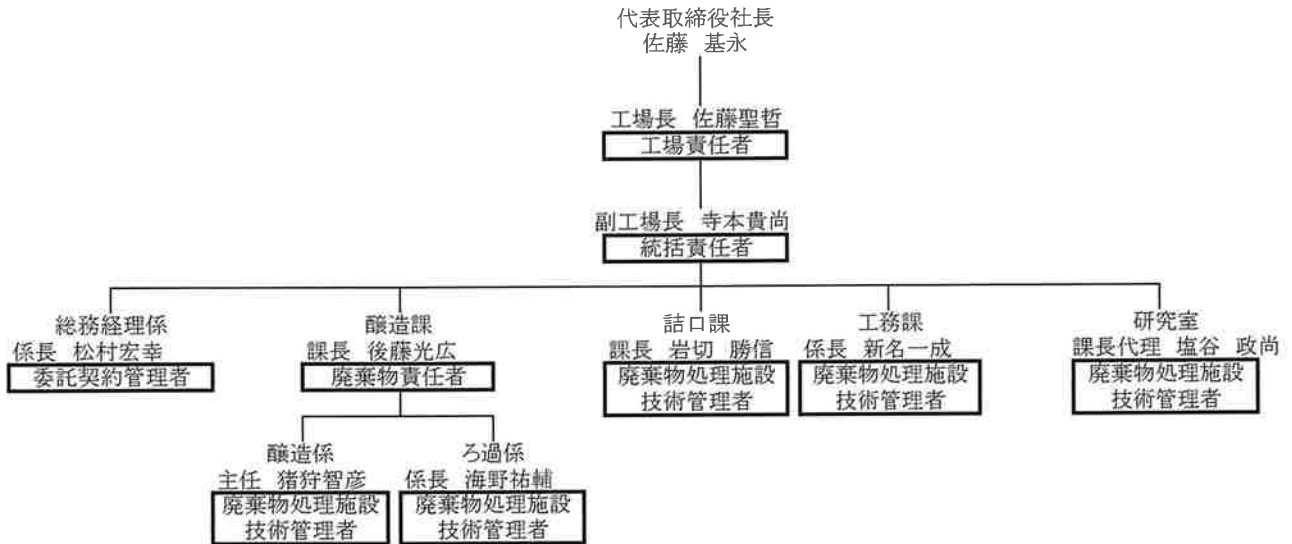 代表取締役社長
佐藤 基永
工場長 佐藤聖哲
工場責任者
副工場長 寺本貴尚
統括責任者
総務経理係
係長 松村宏幸
委託契約管理者
醸造課
課長 後藤光広
廃棄物責任者
詰口課
課長 岩切 勝信
廃棄物処理施設
技術管理者
工務課
係長 新名一成
廃棄物処理施設
技術管理者
研究室
課長代理 塩谷 政尚
廃棄物処理施設
技術管理者
醸造係
主任 猪狩智彦
廃棄物処理施設
技術管理者
ろ過係
係長 海野祐輔
廃棄物処理施設
技術管理者